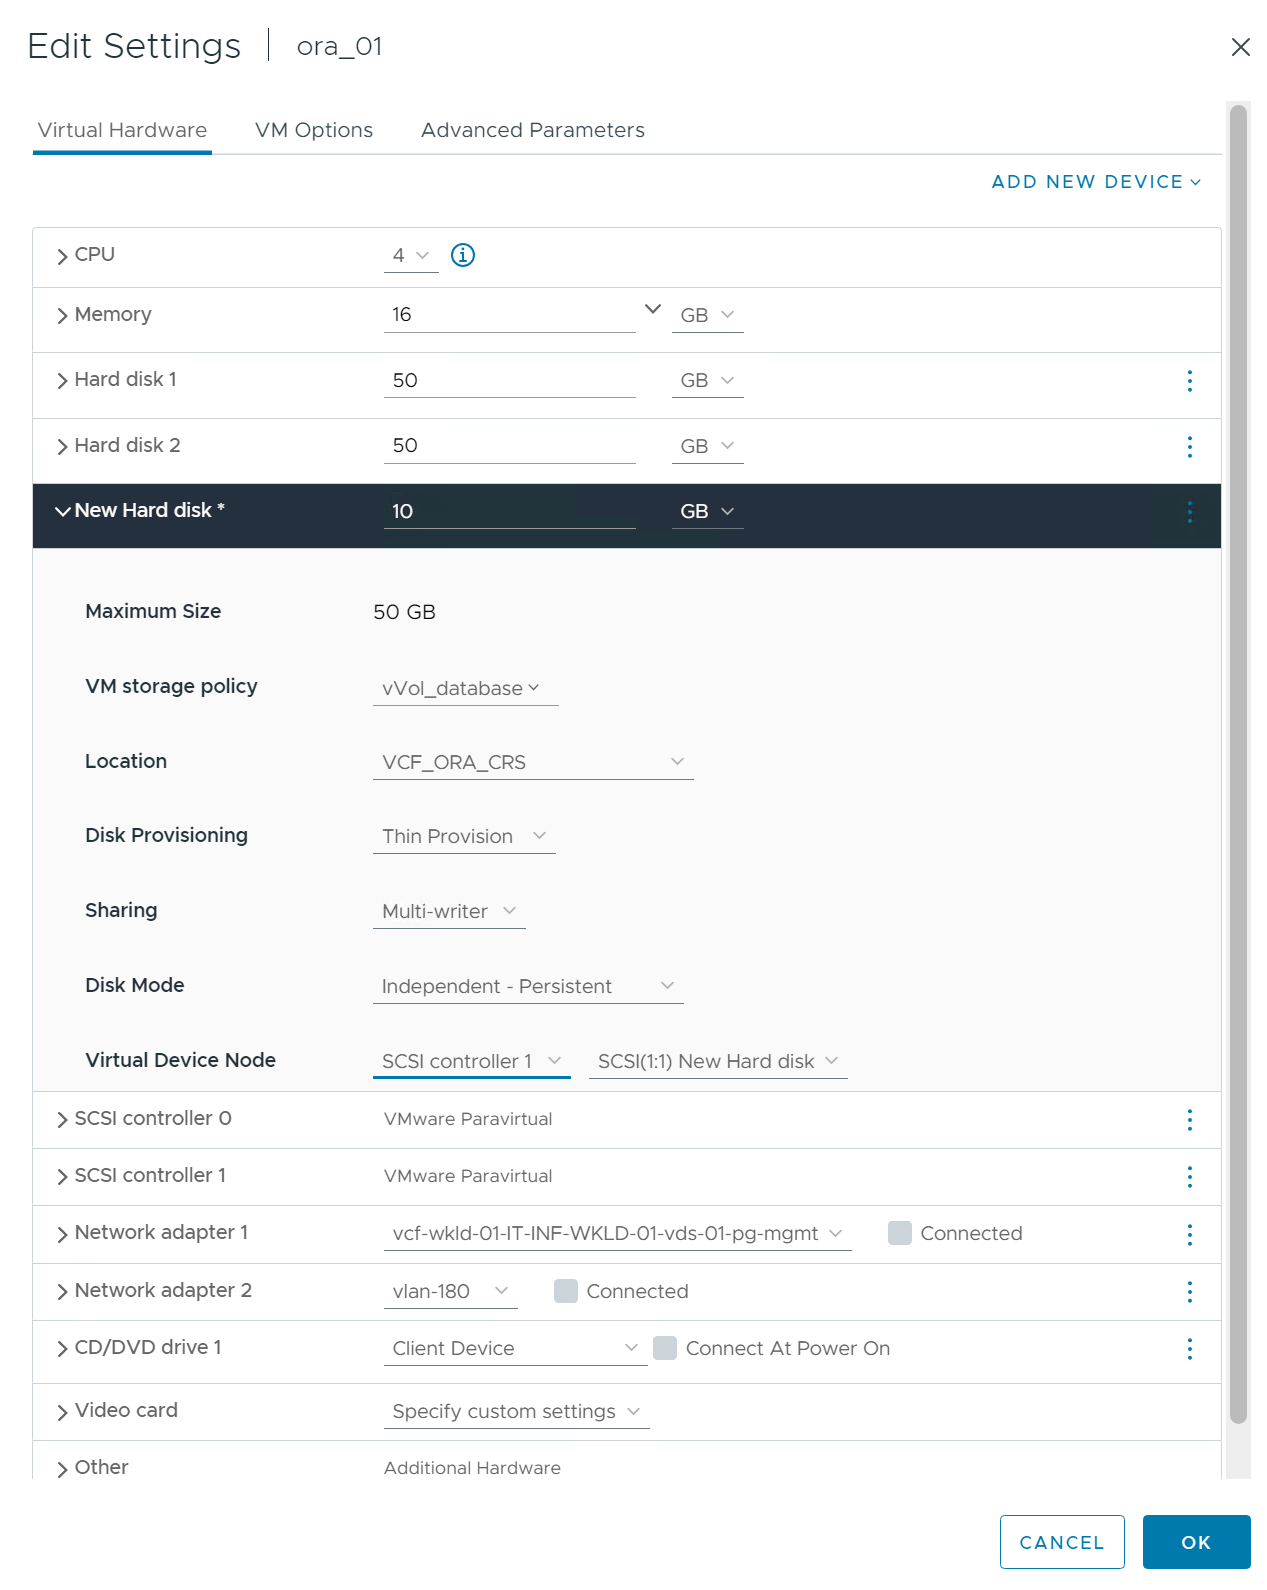 Edit Settings | ora_01
Virtual Hardware VM Options Advanced Parameters
ADD NEW DEVICE
CPU 4
Memory 16 GB
Hard disk 1 50 GB
Hard disk 2 50 GB
New Hard disk * 10 GB
Maximum Size 50 GB
VM storage policy vVol_database
Location VCF_ORA_CRS
Disk Provisioning Thin Provision
Sharing Multi-writer
Disk Mode Independent - Persistent
Virtual Device Node SCSI controller 1 SCSI(1:1) New Hard disk
SCSI controller 0 VMware Paravirtual
SCSI controller 1 VMware Paravirtual
Network adapter 1 vcf-wkld-01-IT-INF-WKLD-01-vds-01-pg-mgmt Connected
Network adapter 2 vlan-180 Connected
CD/DVD drive 1 Client Device Connect At Power On
Video card Specify custom settings
Other Additional Hardware
CANCEL OK